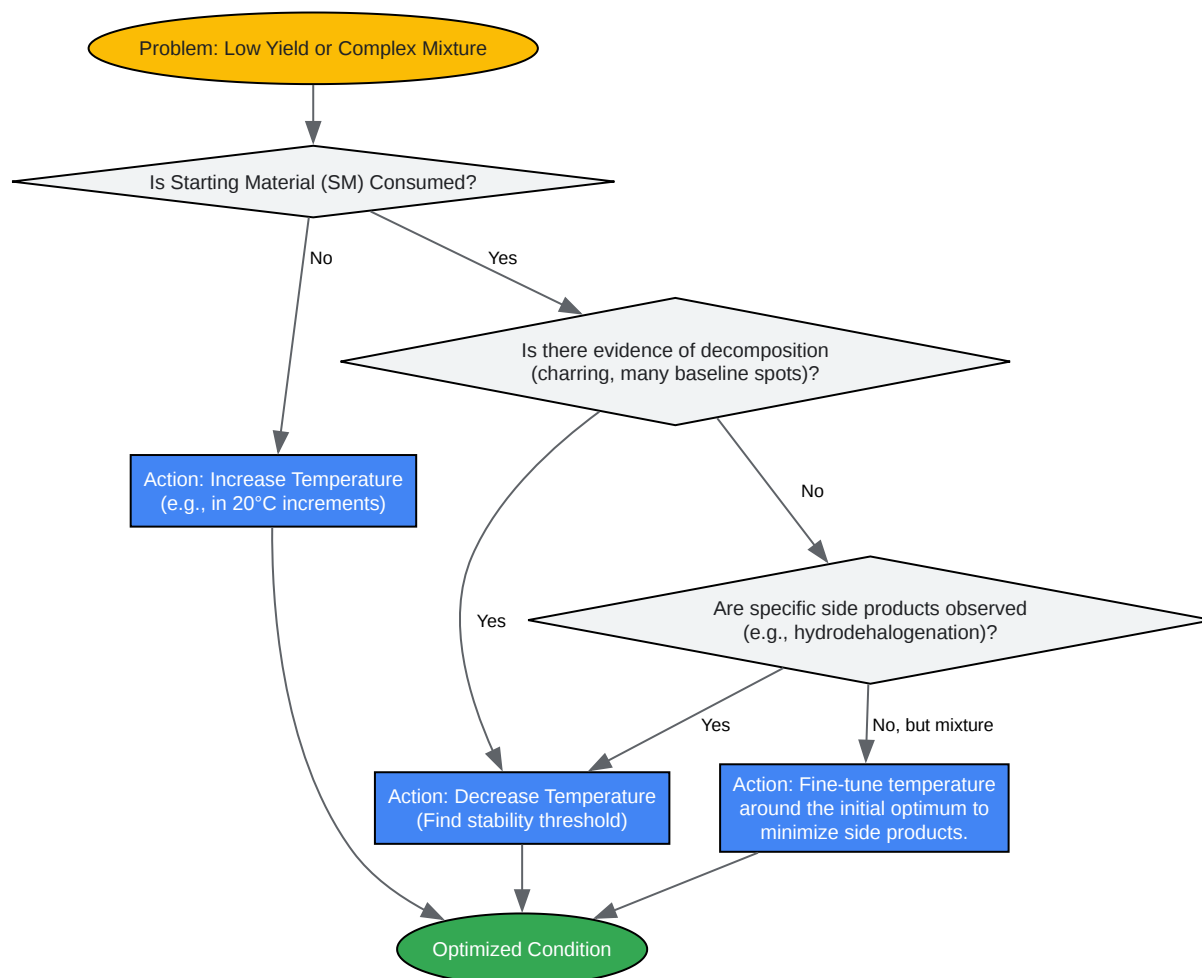 Problem: Low Yield or Complex Mixture
Is Starting Material (SM) Consumed?
No
Yes
Is there evidence of decomposition
(charring, many baseline spots)?
Action: Increase Temperature
(e.g., in 20°C increments)
No
Are specific side products observed
(e.g., hydrodehalogenation)?
Yes
Yes
No, but mixture
Action: Decrease Temperature
(Find stability threshold)
Action: Fine-tune temperature
around the initial optimum to
minimize side products.
Optimized Condition